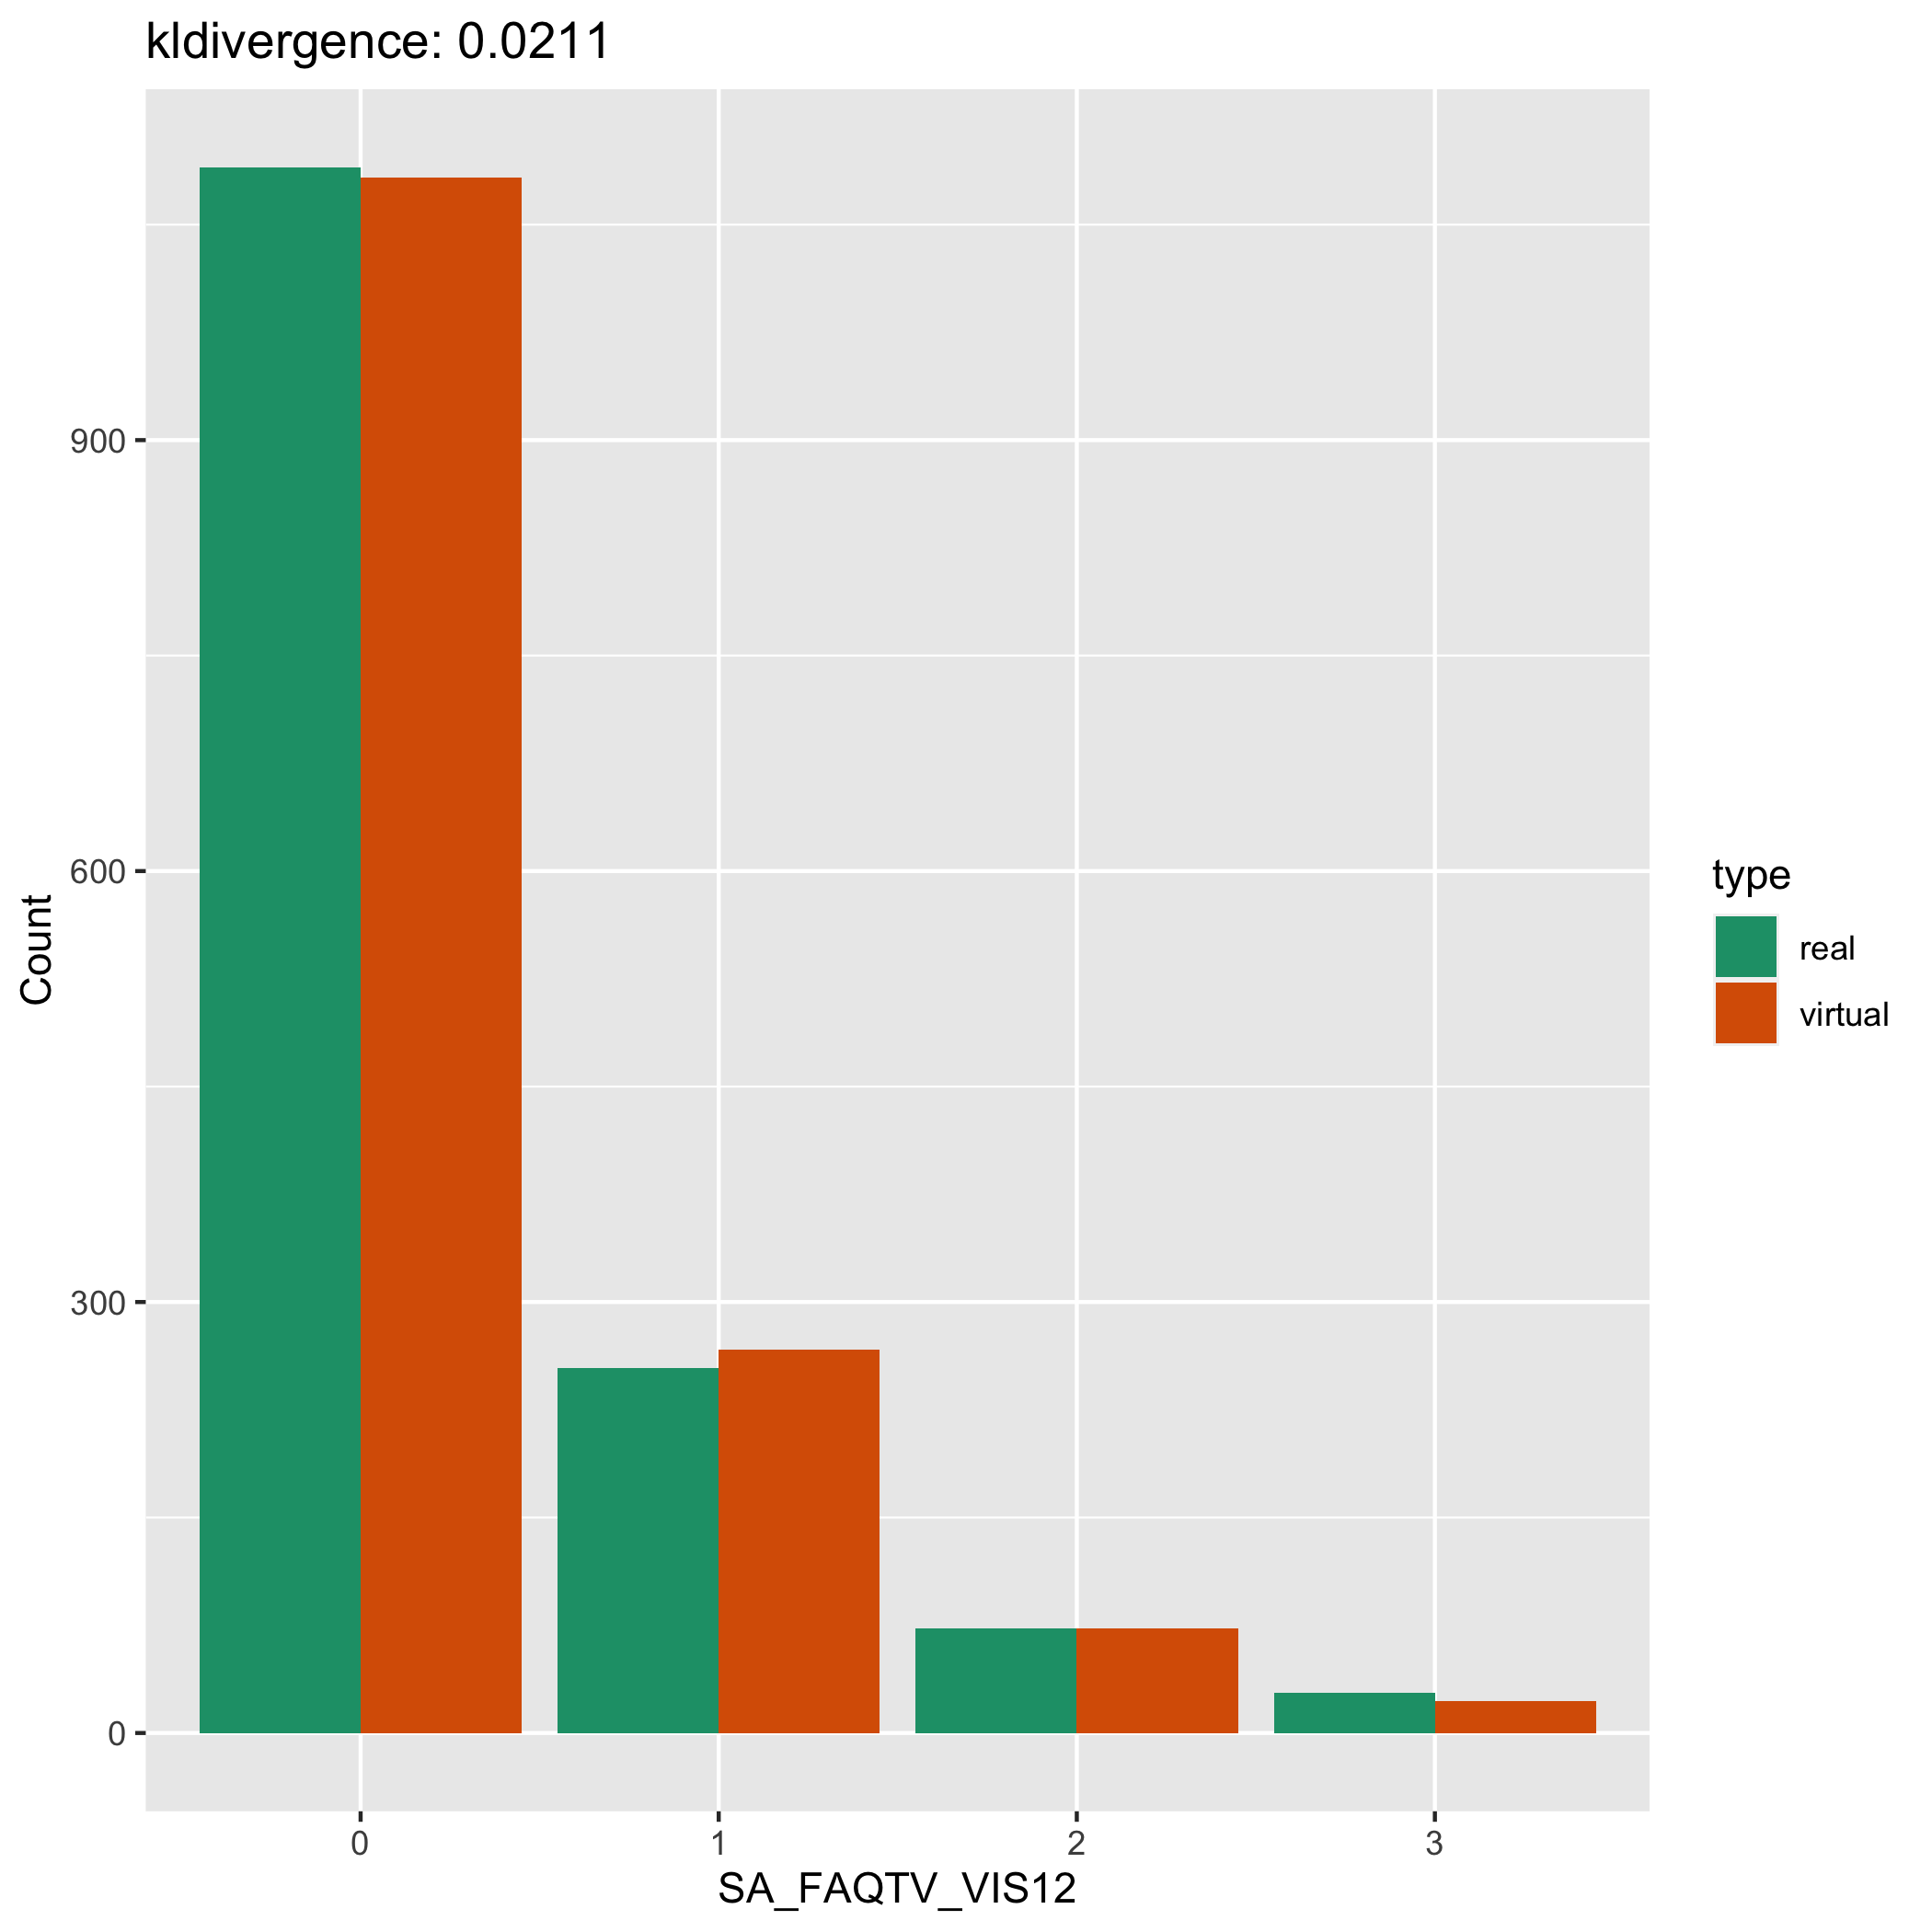 kldivergence: 0.0211
Count
900
600
300
0
0
1
2
3
SA_FAQTV_VIS12
type
real
virtual